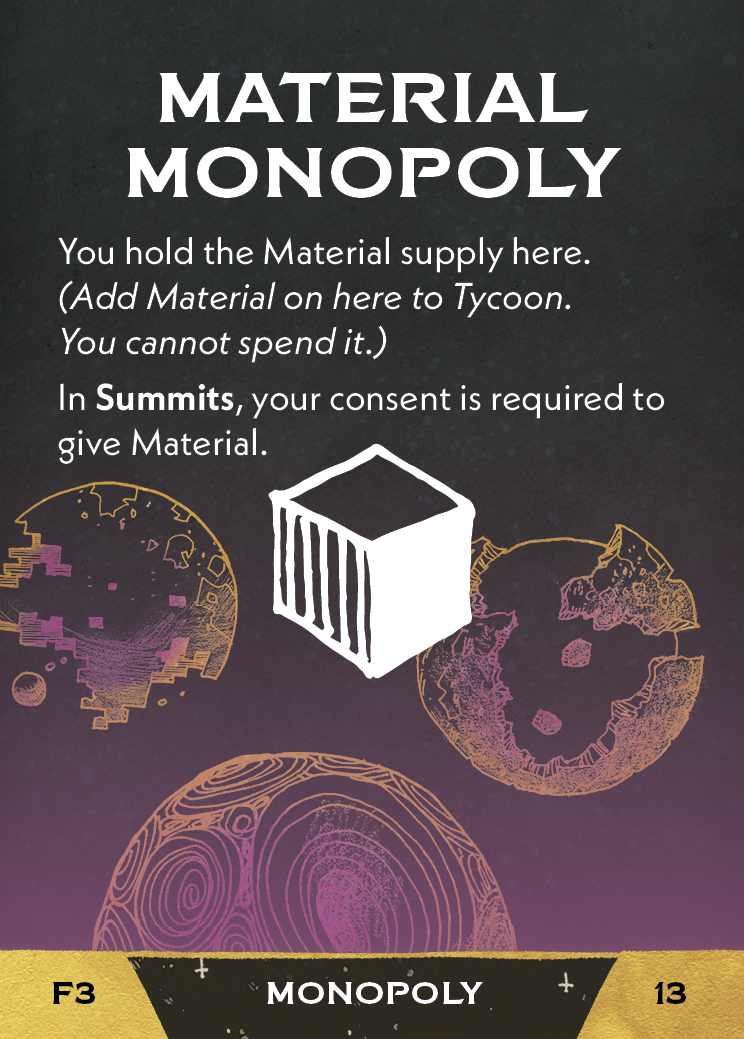 MATERIAL
MONOPOLY
You hold the Material supply here.
(Add Material on here to Tycoon.
You cannot spend it.)
In Summits, your consent is required to
give Material.
F3
MONOPOLY
13